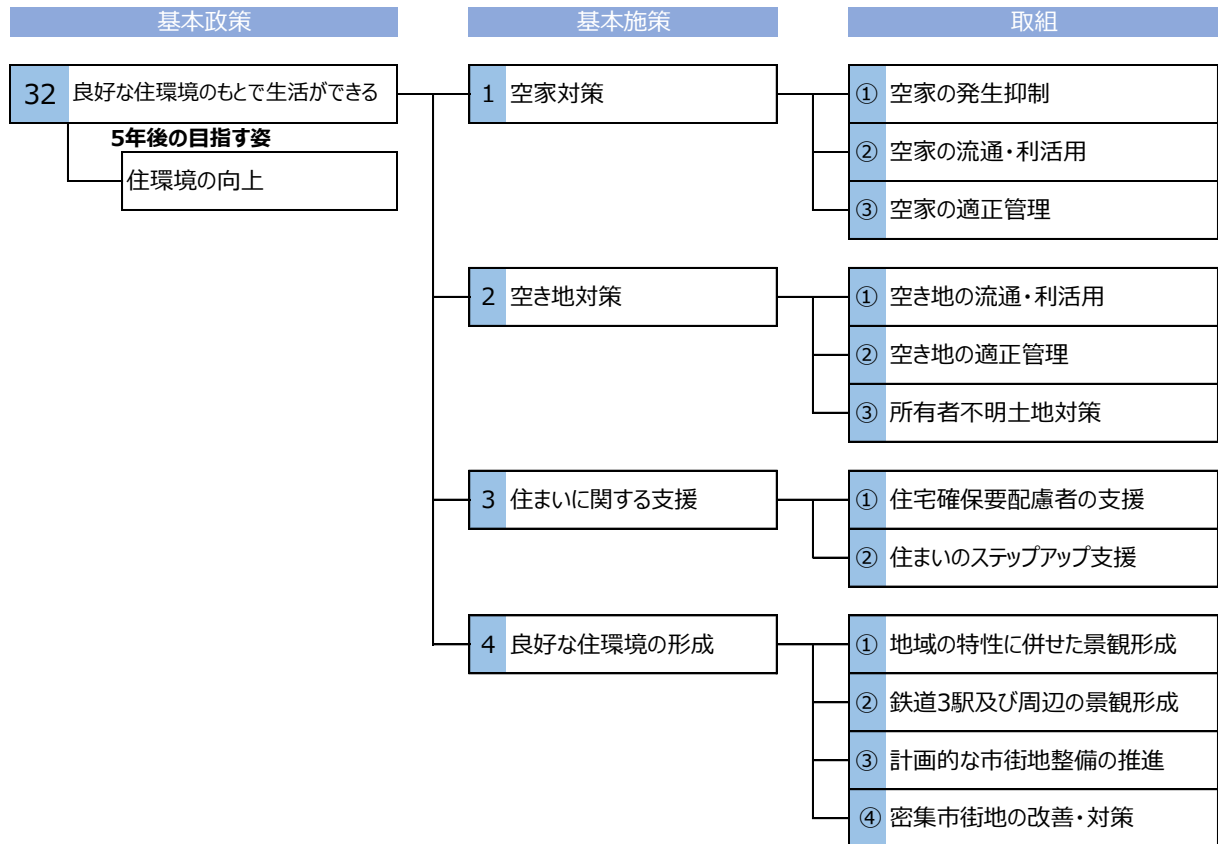 基本政策
基本施策
取組
32 良好な住環境のもとで生活ができる
5年後の目指す姿
住環境の向上
1 空家対策
① 空家の発生抑制
② 空家の流通・利活用
③ 空家の適正管理
2 空き地対策
① 空き地の流通・利活用
② 空き地の適正管理
③ 所有者不明土地対策
3 住まいに関する支援
① 住宅確保要配慮者の支援
② 住まいのステップアップ支援
4 良好な住環境の形成
① 地域の特性に併せた景観形成
② 鉄道3駅及び周辺の景観形成
③ 計画的な市街地整備の推進
④ 密集市街地の改善・対策